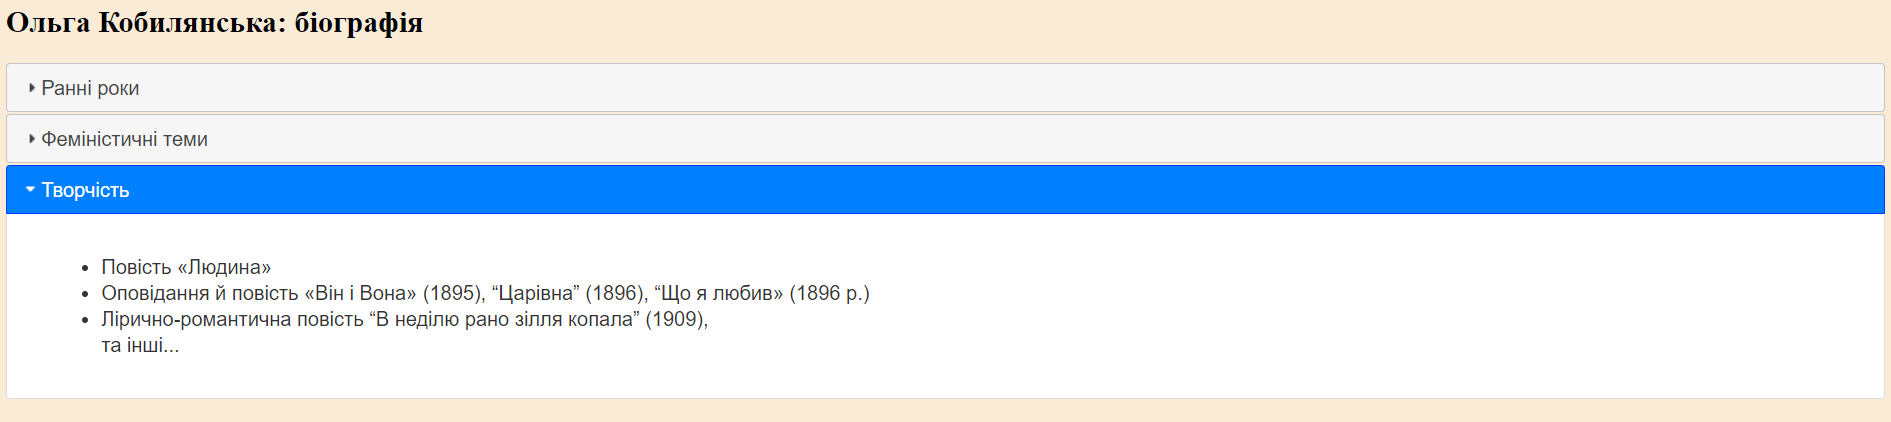 Ольга Кобилянська: біографія
Ранні роки
Феміністичні теми
Творчість
Повість «Людина»
Оповідання й повість «Він і Вона» (1895), “Царівна” (1896), “Що я любив» (1896 р.)
Лірично-романтична повість “В неділю рано зілля копала” (1909),
та інші...